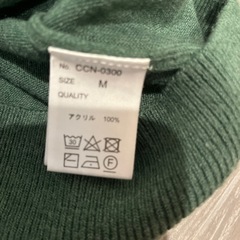 No. CCN-0300
SIZE M
QUALITY
アクリル 100%
30
F